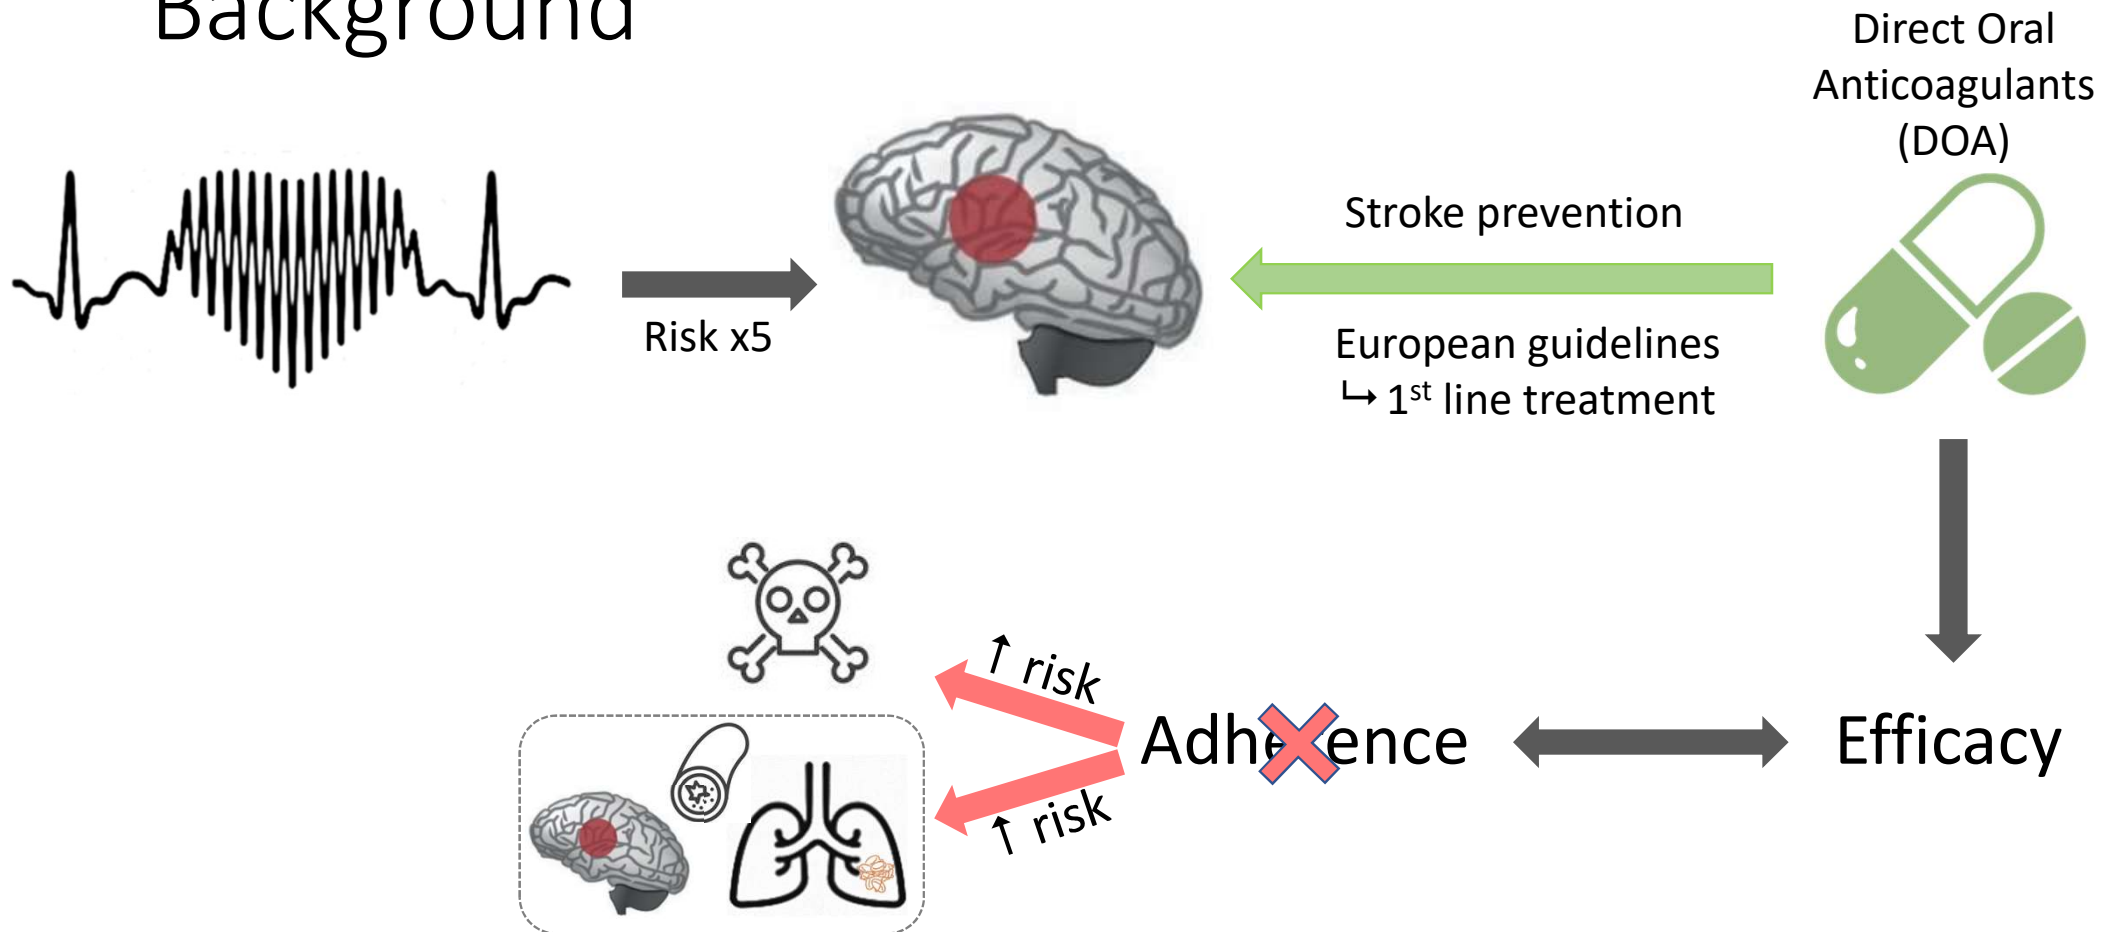 Background
Direct Oral
Anticoagulants
(DOA)
Stroke prevention
Risk x5
European guidelines
↳ 1st line treatment
↑ risk
Adherence
Efficacy
↑ risk